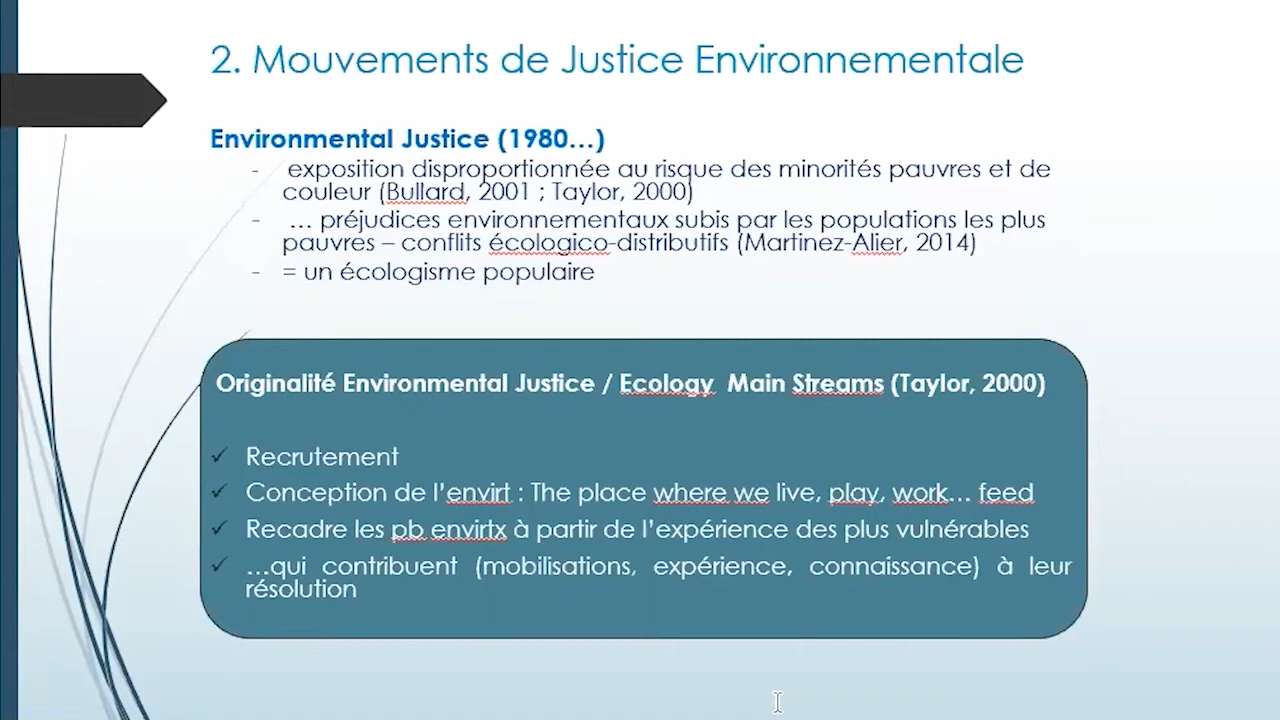 2. Mouvements de Justice Environnementale
Environmental Justice (1980…)
- exposition disproportionnée au risque des minorités pauvres et de
couleur (Bullard, 2001 ; Taylor, 2000)
- … préjudices environnementaux subis par les populations les plus
pauvres – conflits écologico-distributifs (Martinez-Alier, 2014)
- = un écologisme populaire
Originalité Environmental Justice / Ecology Main Streams (Taylor, 2000)
✓ Recrutement
✓ Conception de l’envirt : The place where we live, play, work… feed
✓ Recadre les pb envirtx à partir de l’expérience des plus vulnérables
✓ …qui contribuent (mobilisations, expérience, connaissance) à leur
résolution